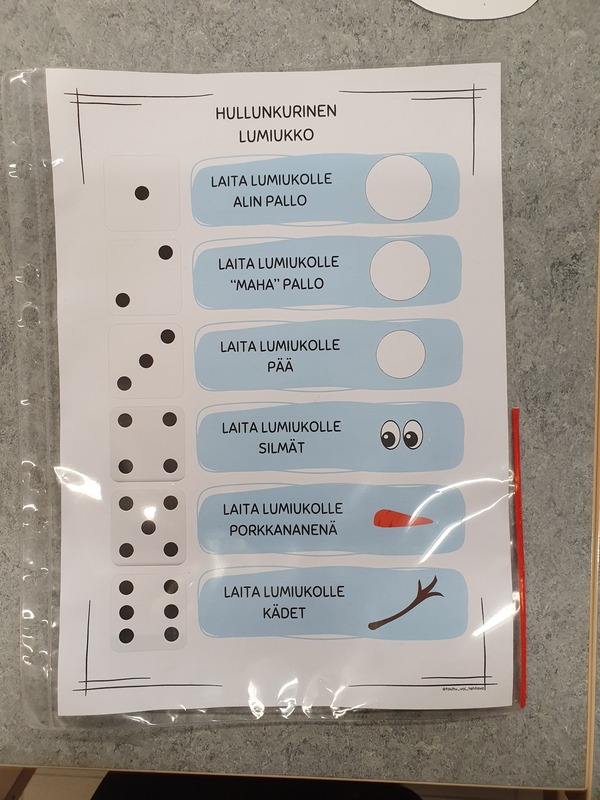 HULLUNKURINEN
LUMIUKKO
LAITA LUMIUKOLLE
ALIN PALLO
LAITA LUMIUKOLLE
"MAHA" PALLO
LAITA LUMIUKOLLE
PÄÄ
LAITA LUMIUKOLLE
SILMÄT
LAITA LUMIUKOLLE
PORKKANANENÄ
LAITA LUMIUKOLLE
KÄDET